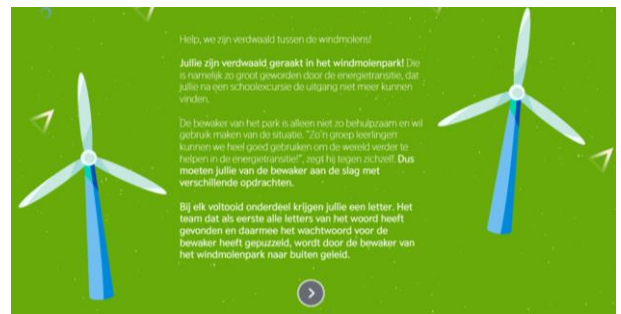 Help, we zijn verdwaald tussen de windmolens!
Jullie zijn verdwaald geraakt in het windmolenpark! Die
is namelijk zo groot geworden door de energietransitie, dat
jullie na een schoolexcursie de uitgang niet meer kunnen
vinden.
De bewaker van het park is alleen niet zo behulpzaam en wil
gebruik maken van de situatie. "Zo'n groep leerlingen
kunnen we heel goed gebruiken om de wereld verder te
helpen in de energietransitie!", zegt hij tegen zichzelf. Dus
moeten jullie van de bewaker aan de slag met
verschillende opdrachten.
Bij elk voltooid onderdeel krijgen jullie een letter. Het
team dat als eerste alle letters van het woord heeft
gevonden en daarmee het wachtwoord voor de
bewaker heeft gepuzzeld, wordt door de bewaker van
het windmolenpark naar buiten geleid.